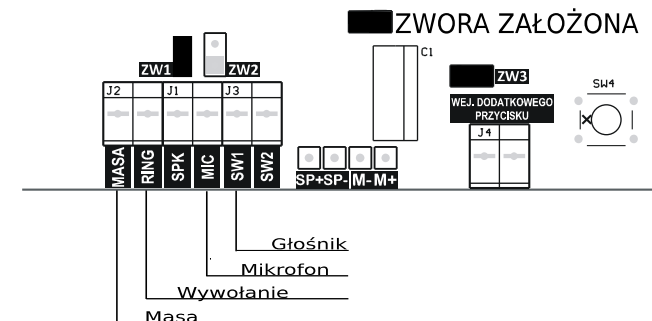 ZWORA ZAŁOŻONA
C1
ZW1 ZW2
ZW3
SW4
J2 J1 J3
WEJ. DODATKOWEGO
PRZYCISKU
J4
MASA RING SPK MIC SW1 SW2
SP+ SP- M- M+
Głośnik
Mikrofon
Wywołanie
Masa